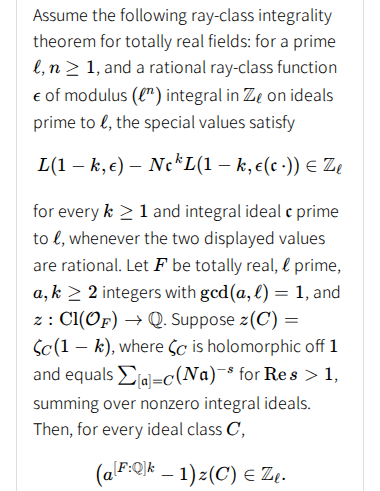 Assume the following ray-class integrality
theorem for totally real fields: for a prime
ℓ, n ≥ 1, and a rational ray-class function
ϵ of modulus (ℓⁿ) integral in ℤ_ℓ on ideals
prime to ℓ, the special values satisfy
L(1 − k, ϵ) − N𝔠ᵏL(1 − k, ϵ(𝔠 ·)) ∈ ℤ_ℓ
for every k ≥ 1 and integral ideal 𝔠 prime
to ℓ, whenever the two displayed values
are rational. Let F be totally real, ℓ prime,
a, k ≥ 2 integers with gcd(a, ℓ) = 1, and
z : Cl(𝒪_F) → ℚ. Suppose z(C) =
ζ_C(1 − k), where ζ_C is holomorphic off 1
and equals ∑_{[𝔞]=C}(N𝔞)^{−s} for Re s > 1,
summing over nonzero integral ideals.
Then, for every ideal class C,
(a^{[F:ℚ]k} − 1)z(C) ∈ ℤ_ℓ.